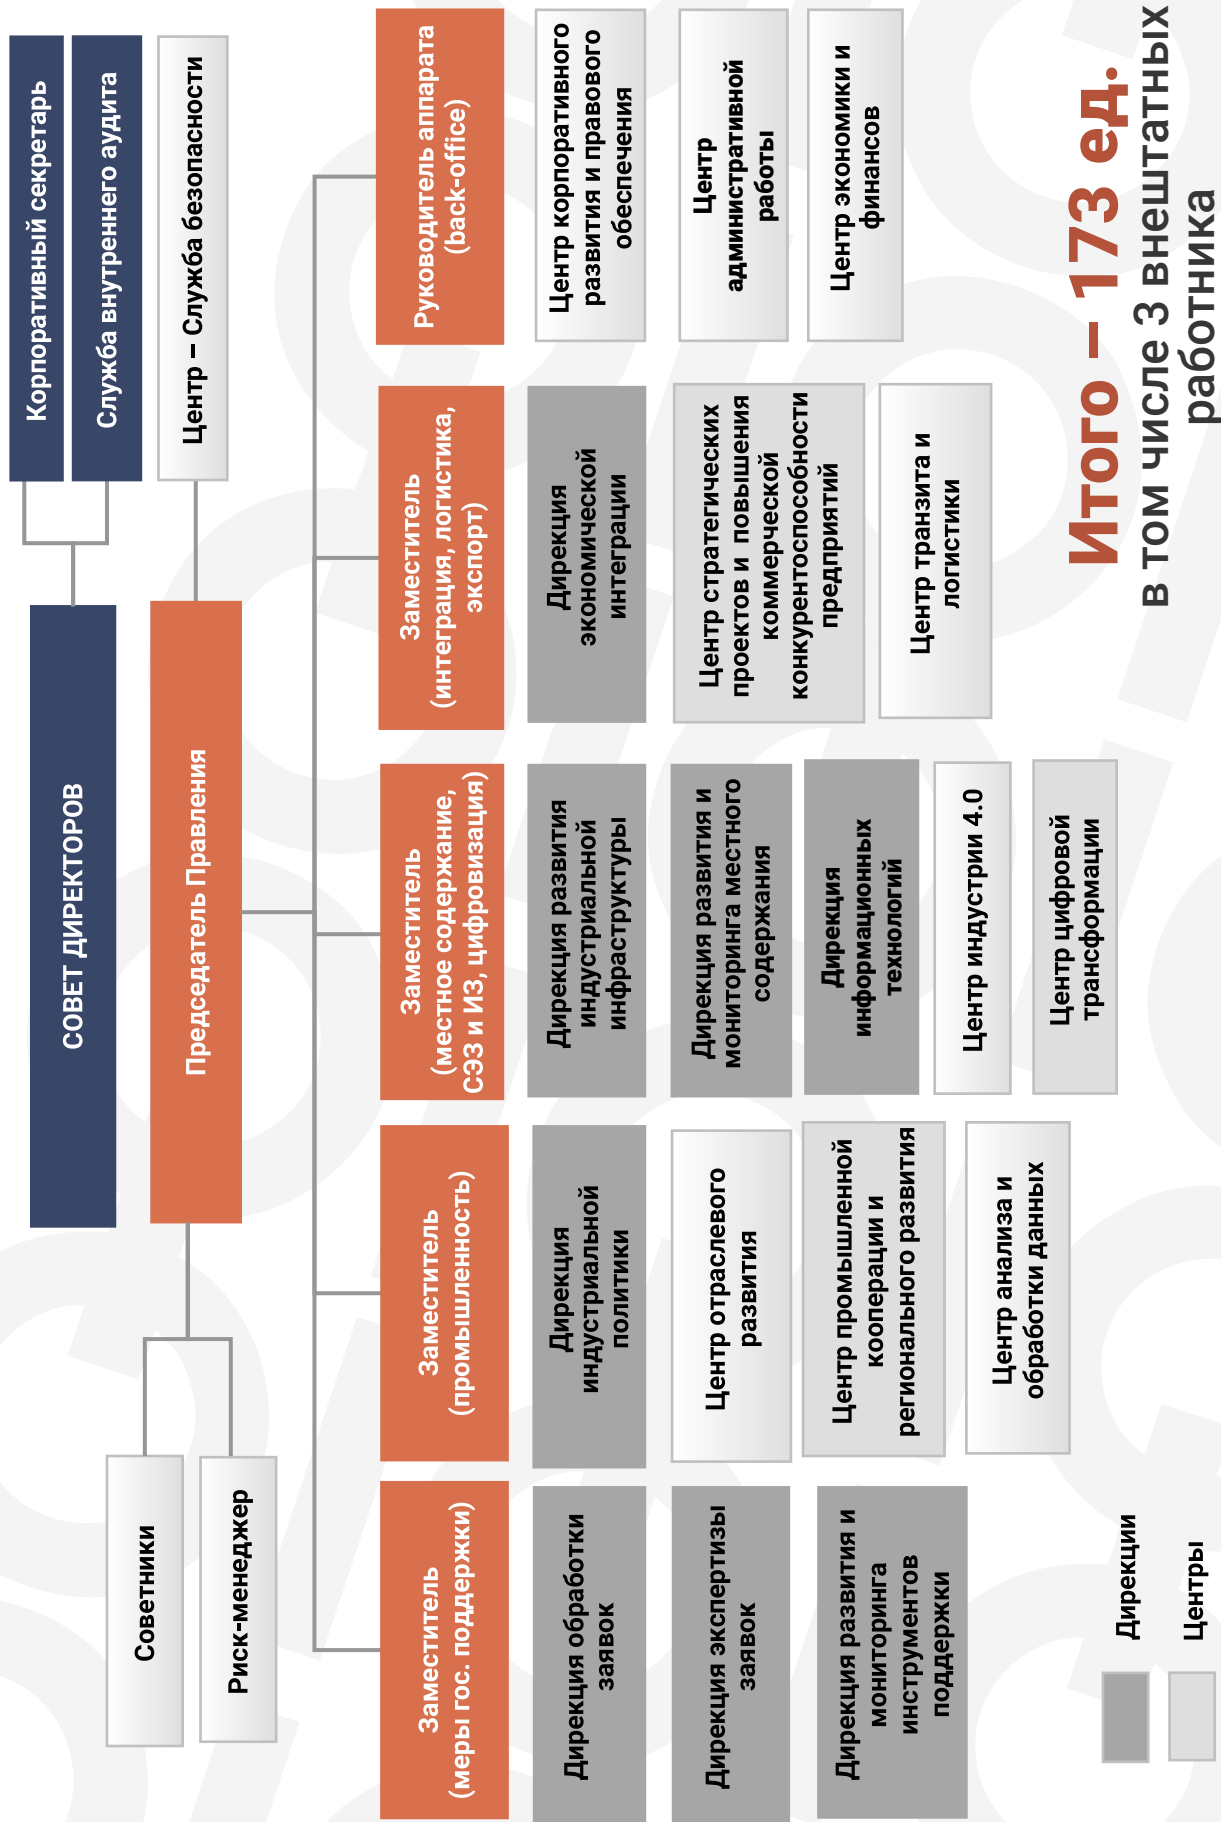 СОВЕТ ДИРЕКТОРОВ
Корпоративный секретарь
Служба внутреннего аудита
Председатель Правления
Центр – Служба безопасности
Советники
Риск-менеджер
Заместитель
(меры гос. поддержки)
Дирекция обработки
заявок
Дирекция экспертизы
заявок
Дирекция развития и
мониторинга
инструментов
поддержки
Заместитель
(промышленность)
Дирекция
индустриальной
политики
Центр отраслевого
развития
Центр промышленной
кооперации и
регионального развития
Центр анализа и
обработки данных
Заместитель
(местное содержание,
СЭЗ и ИЗ, цифровизация)
Дирекция развития
индустриальной
инфраструктуры
Дирекция развития и
мониторинга местного
содержания
Дирекция
информационных
технологий
Центр индустрии 4.0
Центр цифровой
трансформации
Заместитель
(интеграция, логистика,
экспорт)
Дирекция
экономической
интеграции
Центр стратегических
проектов и повышения
коммерческой
конкурентоспособности
предприятий
Центр транзита и
логистики
Руководитель аппарата
(back-office)
Центр корпоративного
развития и правового
обеспечения
Центр
административной
работы
Центр экономики и
финансов
Дирекции
Центры
Итого – 173 ед.
в том числе 3 внештатных
работника